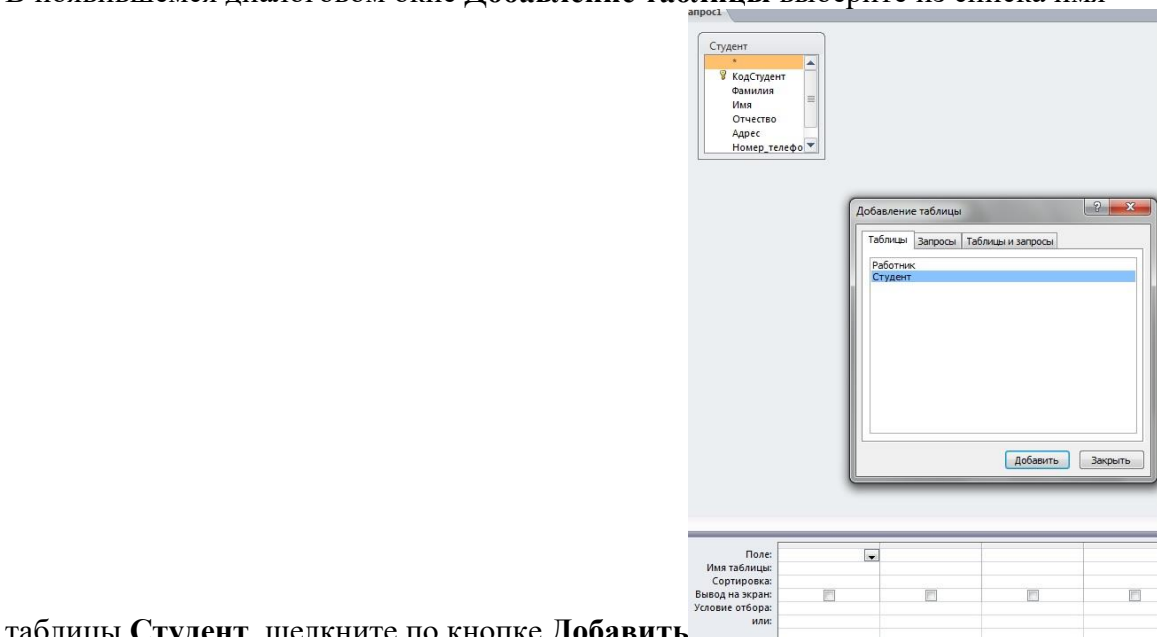 В появившемся диалоговом окне Добавление таблицы выберите из списка имя
апрос1
Студент
*
КодСтудент
Фамилия
Имя
Отчество
Адрес
Номер_телефо
Добавление таблицы
Таблицы Запросы Таблицы и запросы
Работник
Студент
Добавить Закрыть
Поле:
Имя таблицы:
Сортировка:
Вывод на экран:
Условие отбора:
или:
таблицы Студент, щелкните по кнопке Добавить